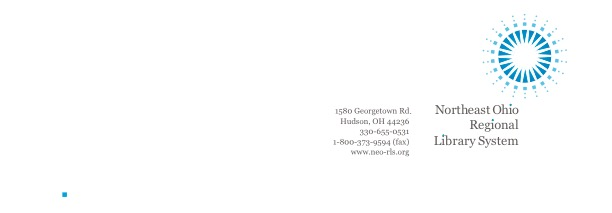 1580 Georgetown Rd.
Hudson, OH 44236
330-655-0531
1-800-373-9594 (fax)
www.neo-rls.org
Northeast Ohio
Regional
Library System